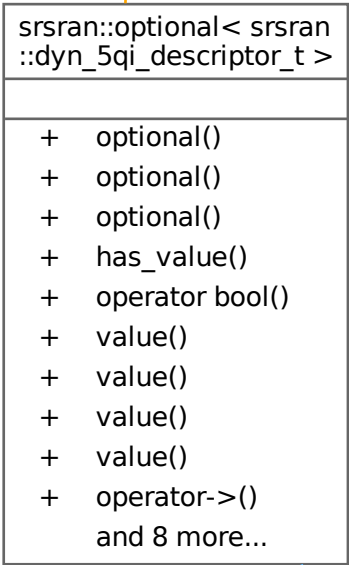 srsran::optional< srsran
::dyn_5qi_descriptor_t >
+ optional()
+ optional()
+ optional()
+ has_value()
+ operator bool()
+ value()
+ value()
+ value()
+ value()
+ operator->()
and 8 more...